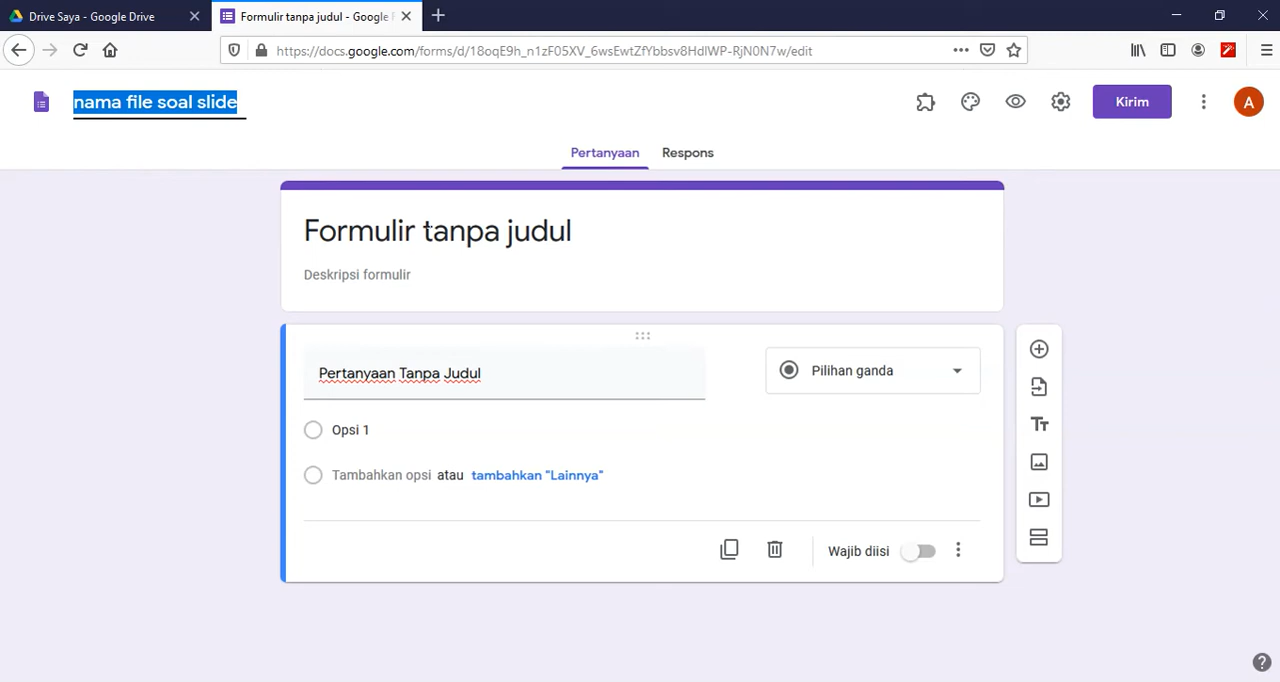 Drive Saya - Google Drive
Formulir tanpa judul - Google F
https://docs.google.com/forms/d/18oqE9h_n1zF05XV_6wsEwtZfYbbsv8HdlWP-RjN0N7w/edit
nama file soal slide
Kirim
A
Pertanyaan Respons
Formulir tanpa judul
Deskripsi formulir
Pertanyaan Tanpa Judul
Pilihan ganda
Opsi 1
Tambahkan opsi atau tambahkan "Lainnya"
Wajib diisi